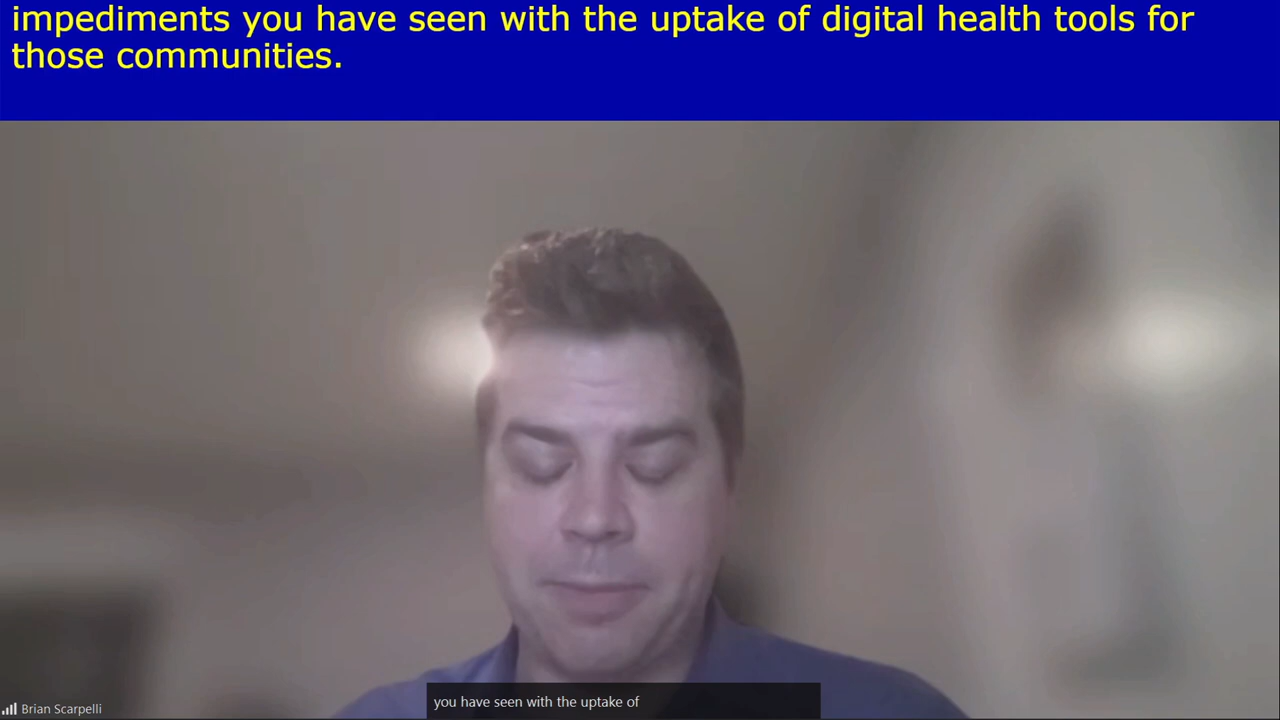 impediments you have seen with the uptake of digital health tools for
those communities.
you have seen with the uptake of
Brian Scarpelli